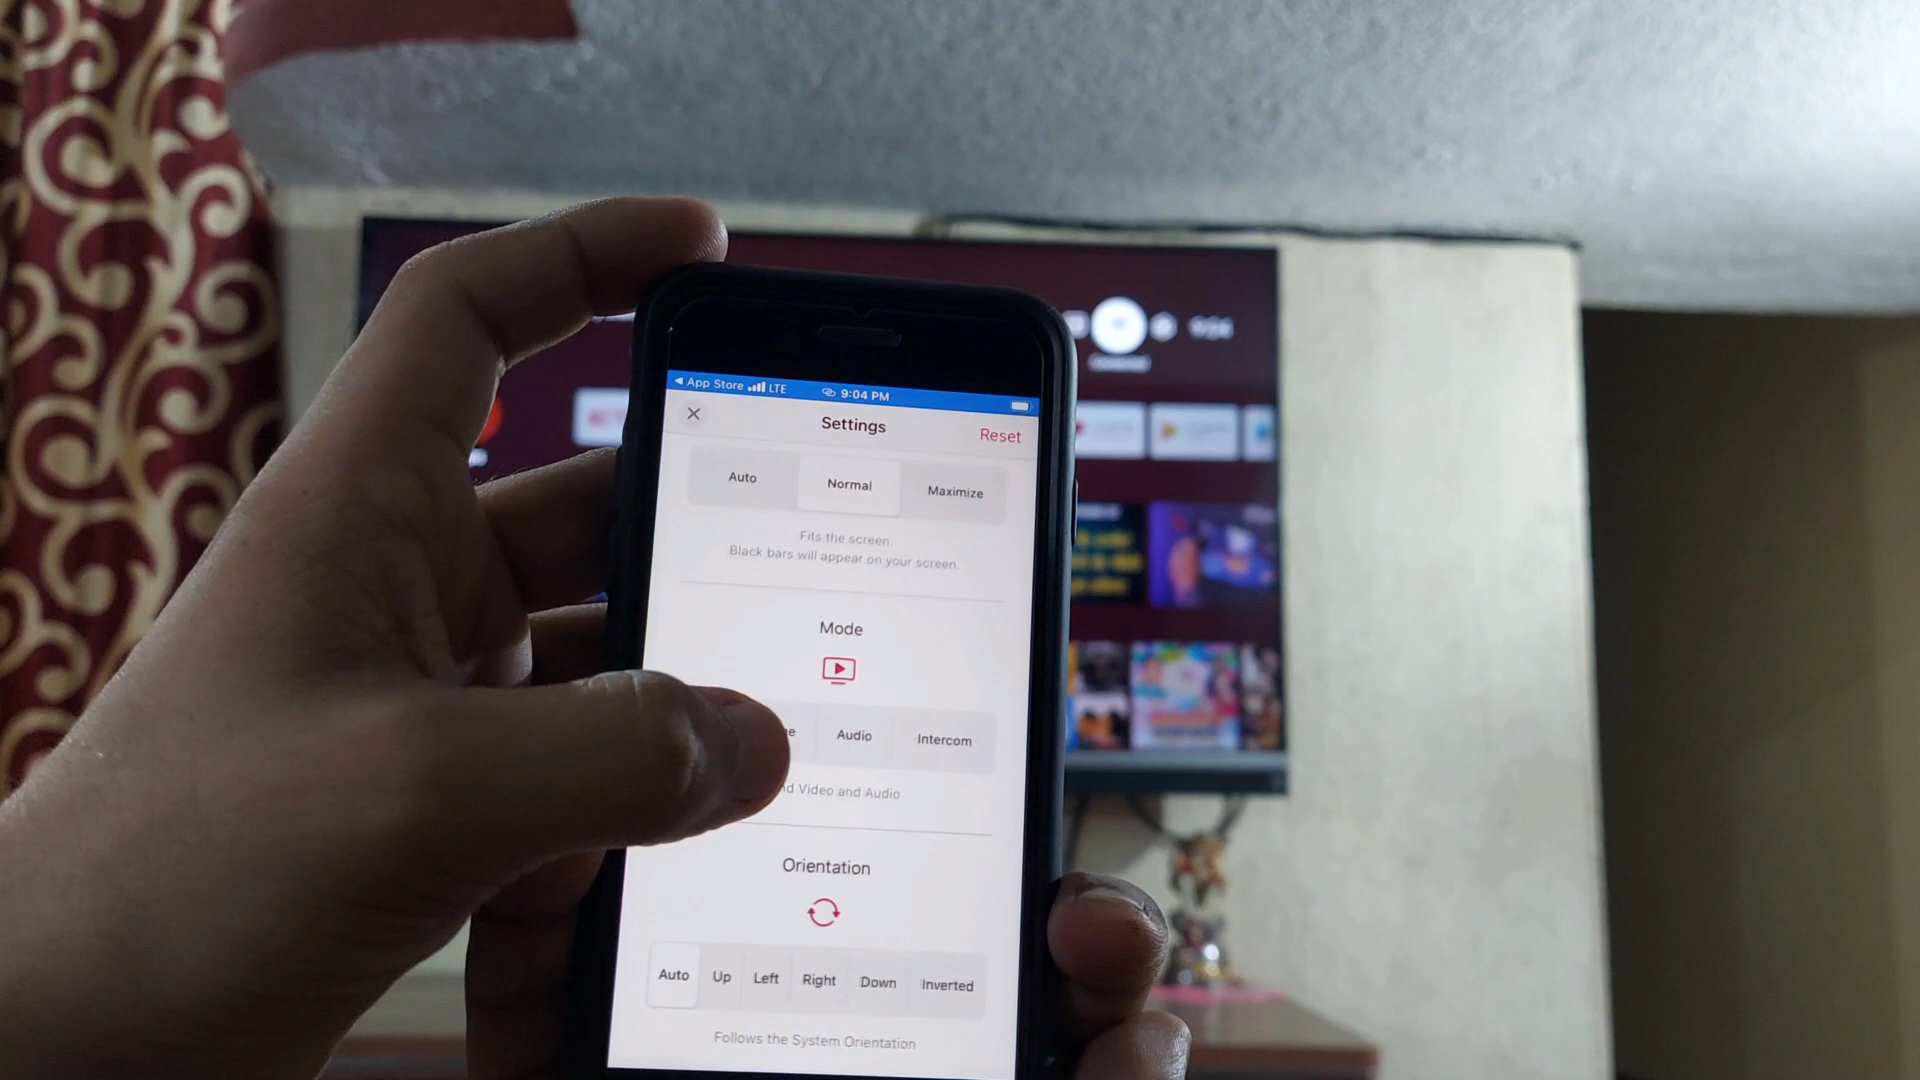 App Store LTE 9:04 PM
Settings
Reset
Auto Normal Maximize
Fits the screen.
Black bars will appear on your screen.
Mode
Audio Intercom
Video and Audio
Orientation
Auto Up Left Right Down Inverted
Follows the System Orientation
9:04